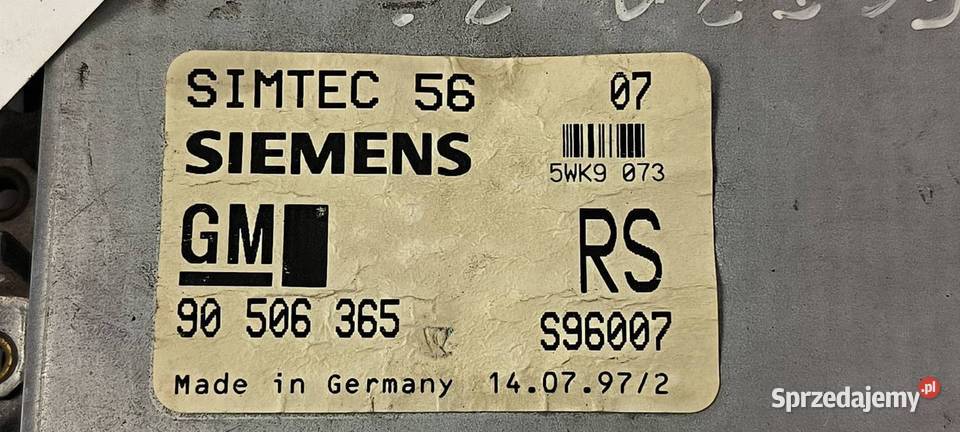 SIMTEC 56 07
SIEMENS
5WK9 073
GM RS
90 506 365 S96007
Made in Germany 14.07.97/2
Sprzedajemy.pl